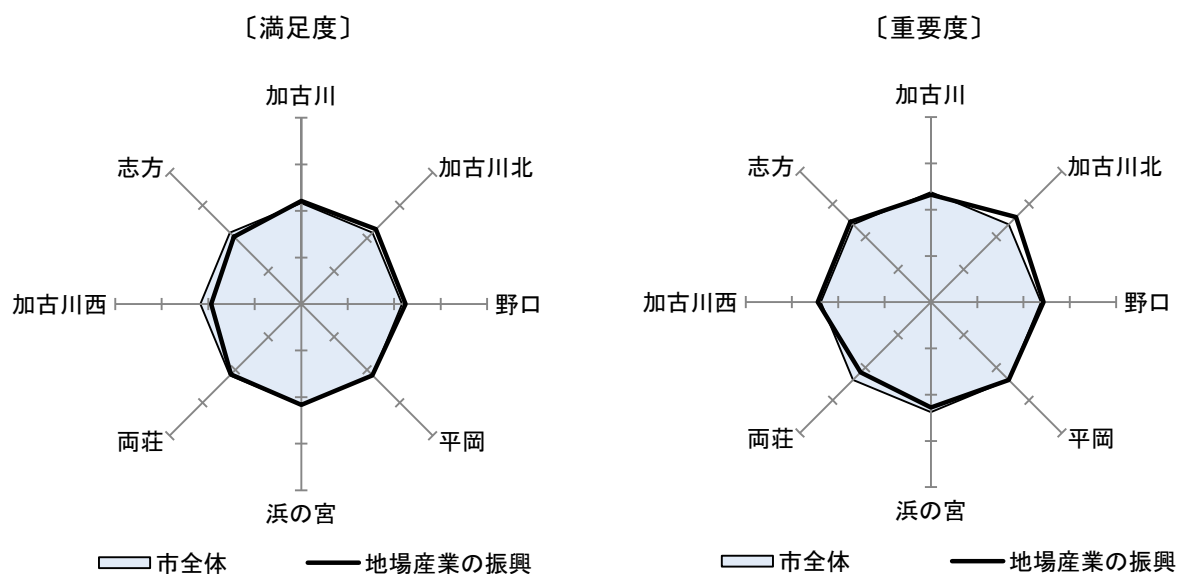 〔満足度〕
加古川
加古川北
野口
平岡
浜の宮
両荘
加古川西
志方
市全体
地場産業の振興
〔重要度〕
加古川
加古川北
野口
平岡
浜の宮
両荘
加古川西
志方
市全体
地場産業の振興